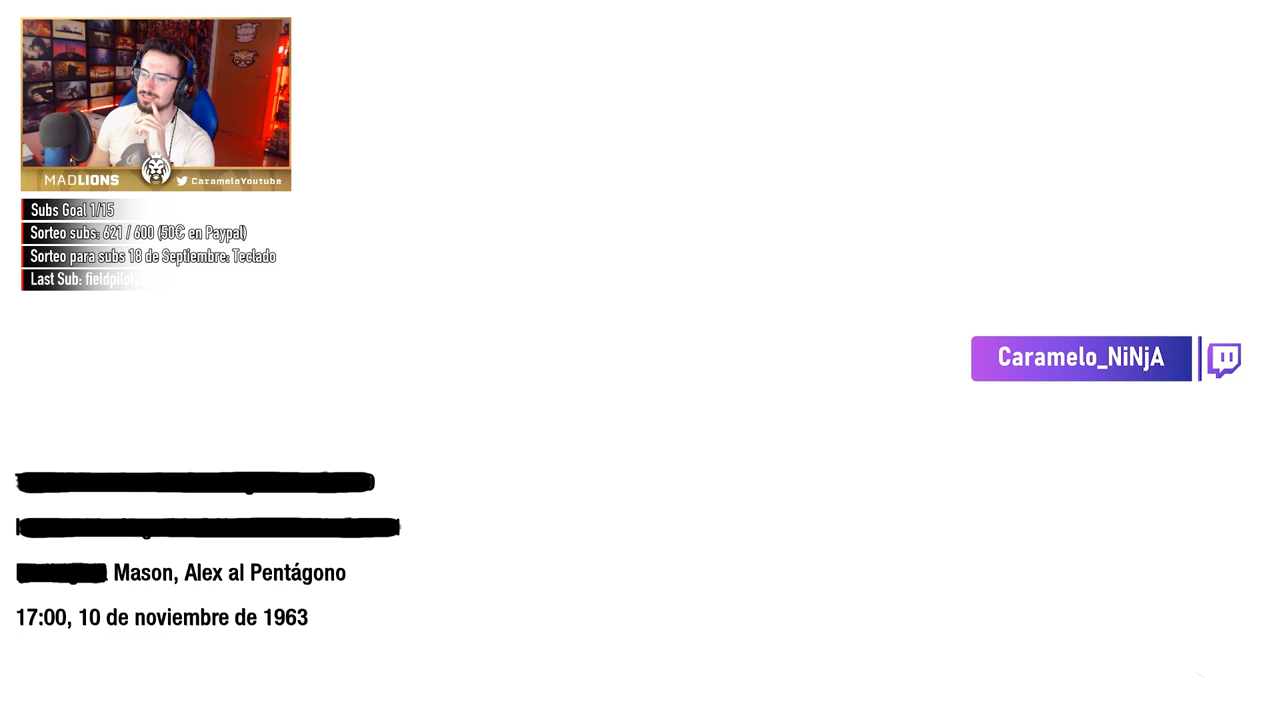 MADLIONS
CarameloYoutube
Subs Goal 1/15
Sorteo subs: 621 / 600 (50€ en Paypal)
Sorteo para subs 18 de Septiembre: Teclado
Last Sub:
Caramelo_NiNjA
Mason, Alex al Pentágono
17:00, 10 de noviembre de 1963